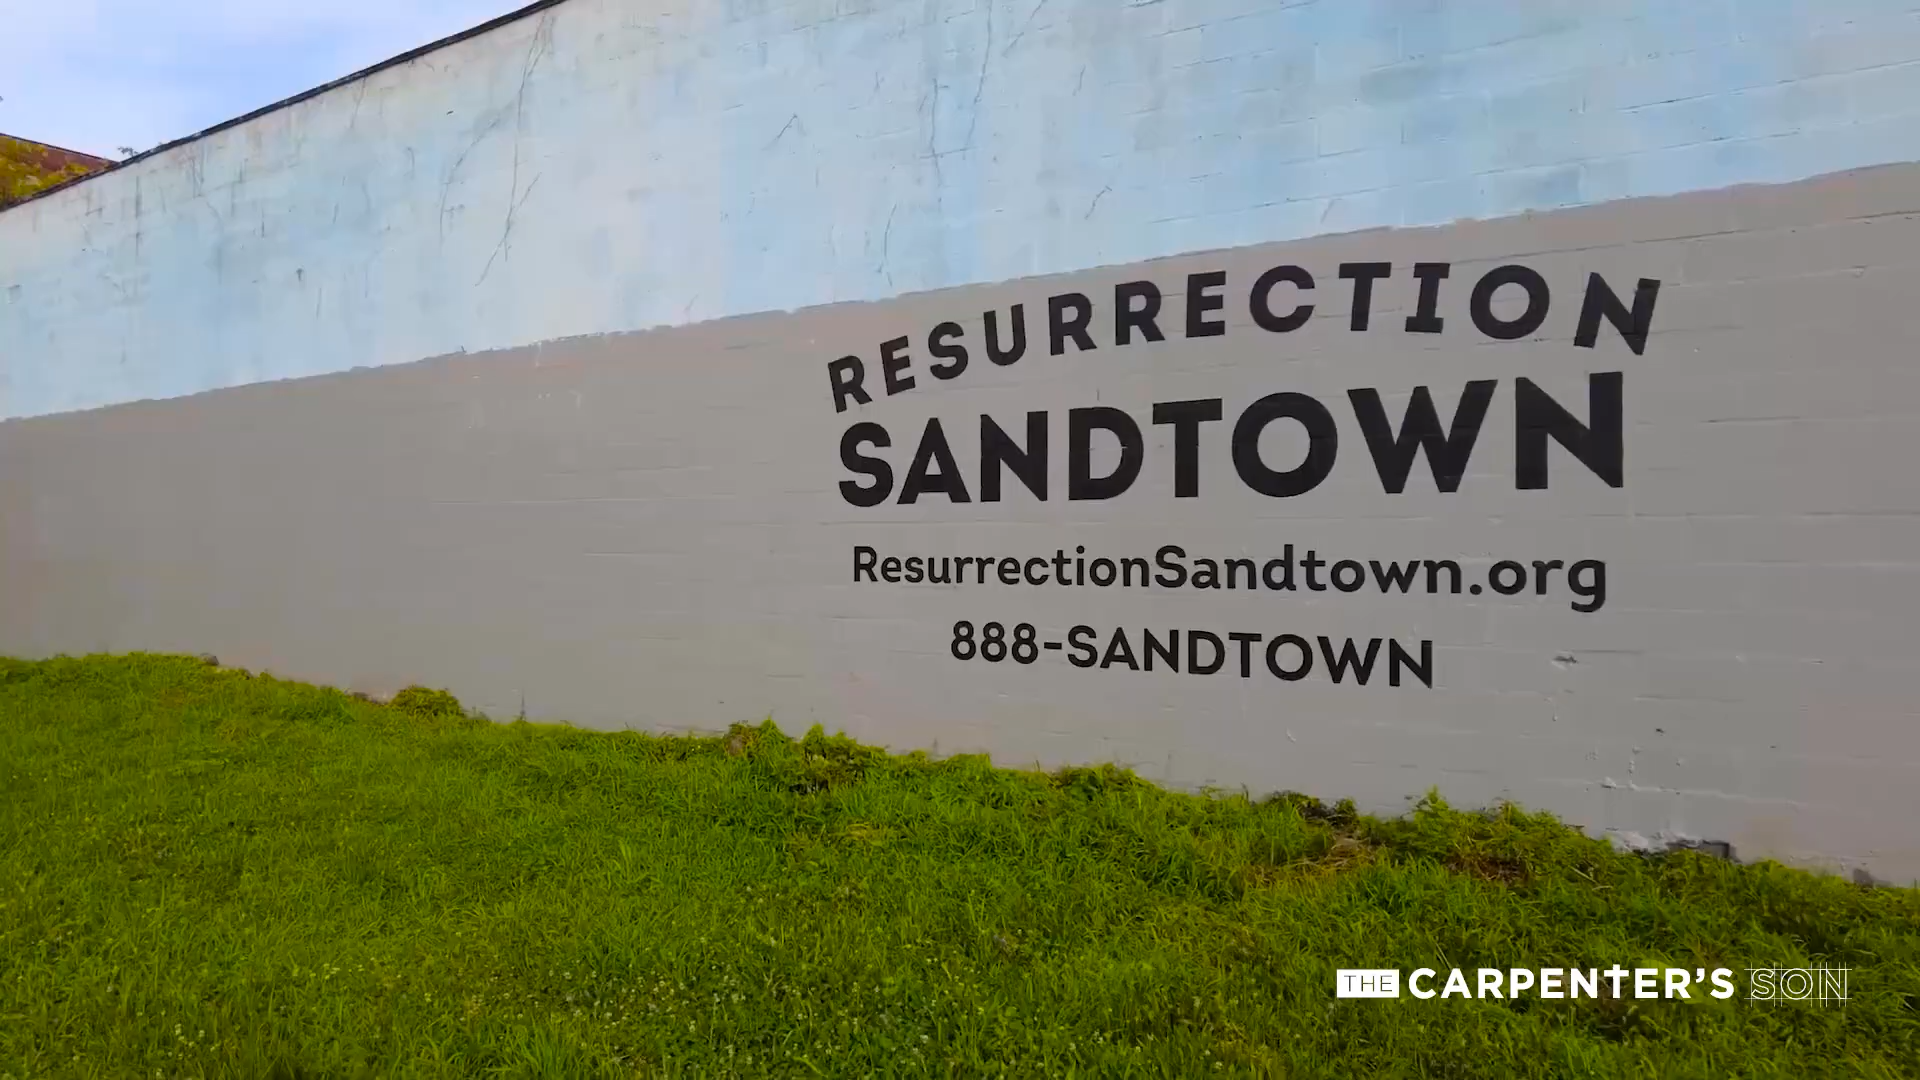 RESURRECTION
SANDTOWN
ResurrectionSandtown.org
888-SANDTOWN
THE CARPENTER'S SON